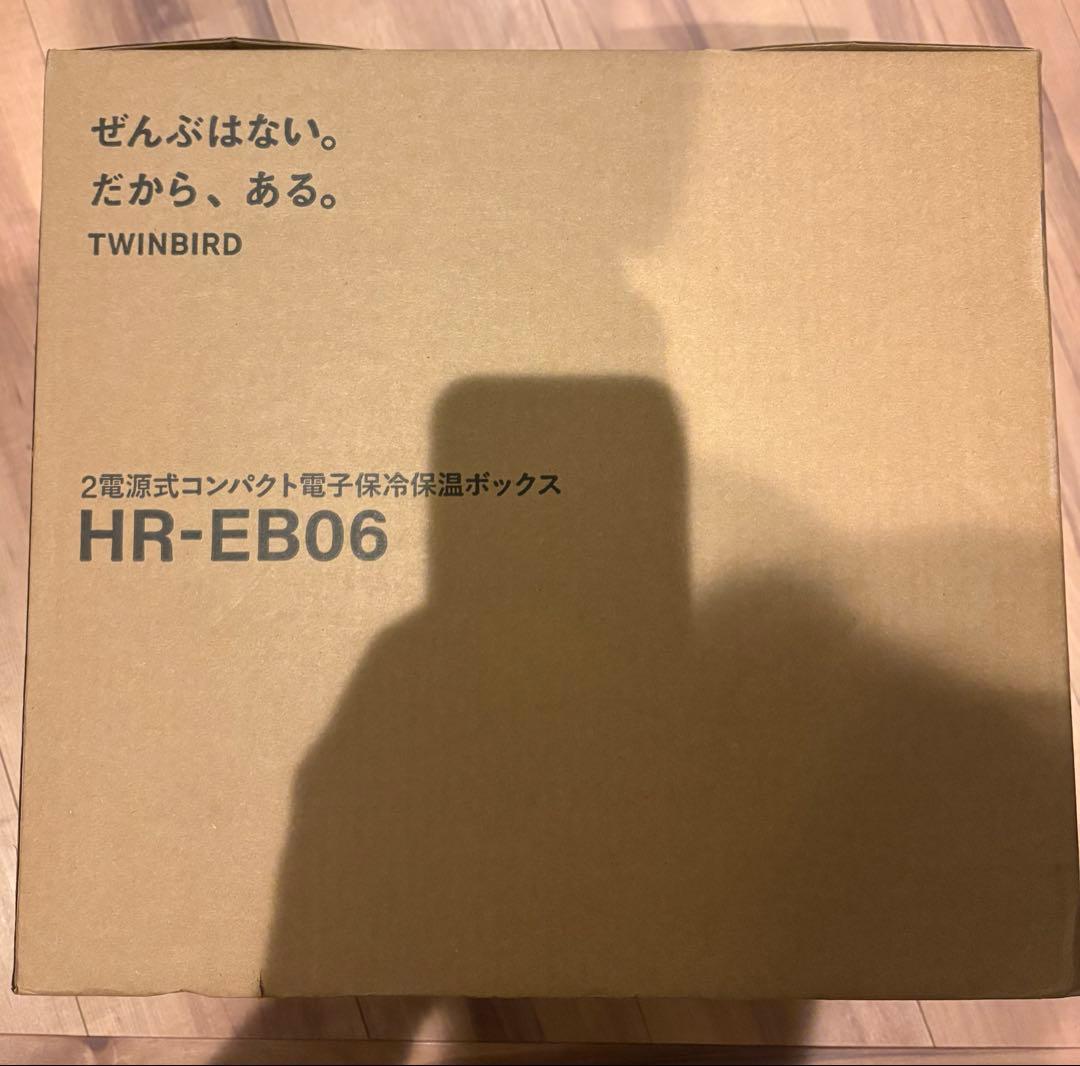 ぜんぶはない。
だから、ある。
TWINBIRD
2電源式コンパクト電子保冷保温ボックス
HR-EB06